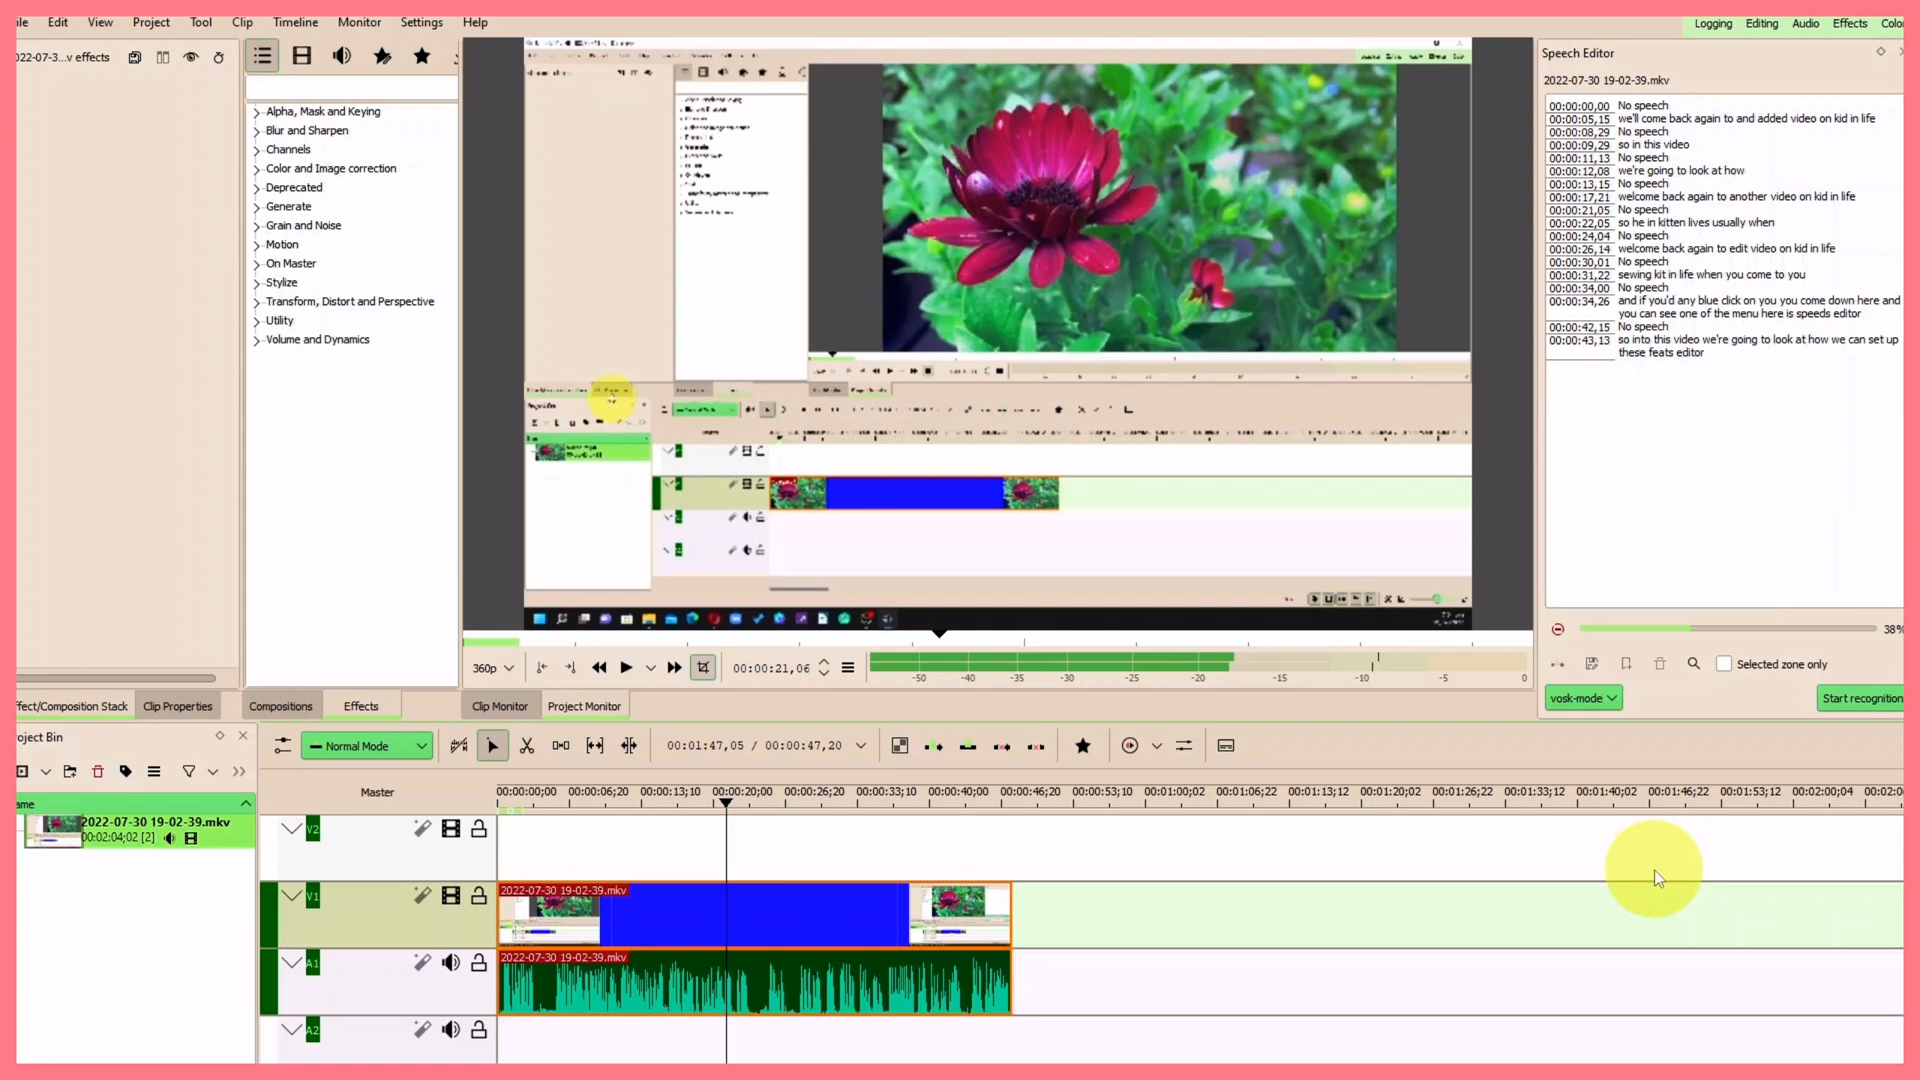 ile Edit View Project Tool Clip Timeline Monitor Settings Help
Logging Editing Audio Effects Colo
022-07-3...v effects
Alpha, Mask and Keying
Blur and Sharpen
Channels
Color and Image correction
Deprecated
Generate
Grain and Noise
Motion
On Master
Stylize
Transform, Distort and Perspective
Utility
Volume and Dynamics
Speech Editor
2022-07-30 19-02-39.mkv
00:00:00,00 No speech
00:00:05,15 we'll come back again to and added video on kid in life
00:00:08,29 No speech
00:00:09,29 so in this video
00:00:11,13 No speech
00:00:12,08 we're going to look at how
00:00:13,15 No speech
00:00:17,21 welcome back again to another video on kid in life
00:00:21,05 No speech
00:00:22,05 so he in kitten lives usually when
00:00:24,04 No speech
00:00:26,14 welcome back again to edit video on kid in life
00:00:30,01 No speech
00:00:31,22 sewing kit in life when you come to you
00:00:34,00 No speech
00:00:34,26 and if you'd any blue click on you you come down here and
you can see one of the menu here is speeds editor
00:00:42,15 No speech
00:00:43,13 so into this video we're going to look at how we can set up
these feats editor
38%
Selected zone only
vosk-mode
Start recognition
360p
00:00:21,06
-50 -40 -35 -30 -25 -20 -15 -10 -5 0
ffect/Composition Stack Clip Properties Compositions Effects Clip Monitor Project Monitor
roject Bin
Normal Mode
00:01:47,05 / 00:00:47,20
Master
00:00:00,00 00:00:06,20 00:00:13,10 00:00:20,00 00:00:26,20 00:00:33,10 00:00:40,00 00:00:46,20 00:00:53,10 00:01:00,02 00:01:06,22 00:01:13,12 00:01:20,02 00:01:26,22 00:01:33,12 00:01:40,02 00:01:46,22 00:01:53,12 00:02:00,04 00:02:0
ame
2022-07-30 19-02-39.mkv
00:02:04;02 [2]
V2
V1
2022-07-30 19-02-39.mkv
A1
2022-07-30 19-02-39.mkv
A2